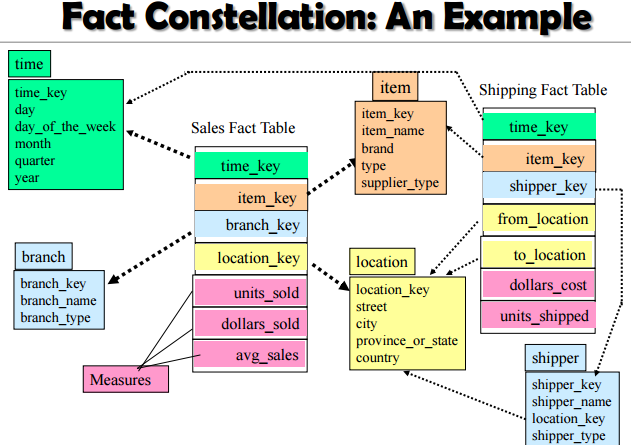 Fact Constellation: An Example
time
time_key
day
day_of_the_week
month
quarter
year
Sales Fact Table
time_key
item_key
branch_key
location_key
units_sold
dollars_sold
avg_sales
Measures
branch
branch_key
branch_name
branch_type
item
item_key
item_name
brand
type
supplier_type
location
location_key
street
city
province_or_state
country
Shipping Fact Table
time_key
item_key
shipper_key
from_location
to_location
dollars_cost
units_shipped
shipper
shipper_key
shipper_name
location_key
shipper_type